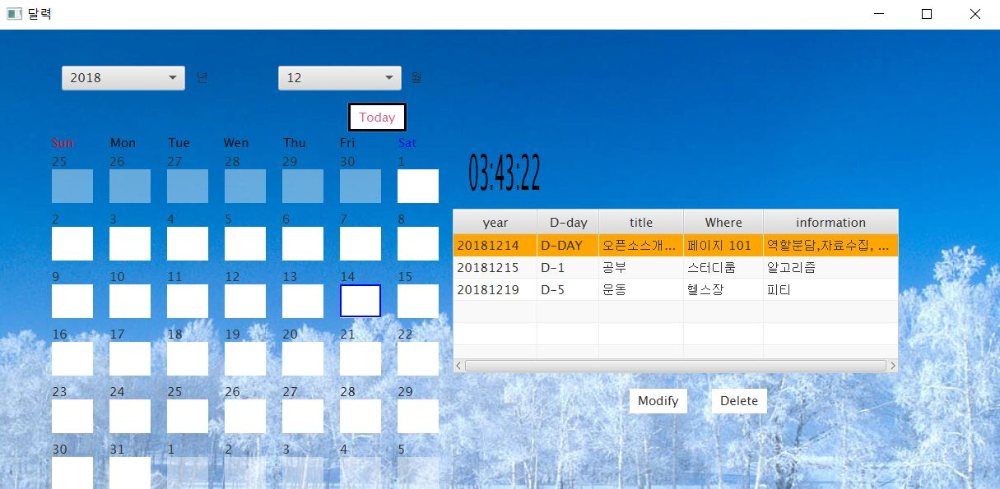 달력
2018 년 12 월
Today
Sun Mon Tue Wen Thu Fri Sat
25 26 27 28 29 30 1
2 3 4 5 6 7 8
9 10 11 12 13 14 15
16 17 18 19 20 21 22
23 24 25 26 27 28 29
30 31 1 2 3 4 5
03:43:22
year D-day title Where information
20181214 D-DAY 오픈소스개... 페이지 101 역할분담,자료수집, ...
20181215 D-1 공부 스터디룸 알고리즘
20181219 D-5 운동 헬스장 피티
Modify Delete